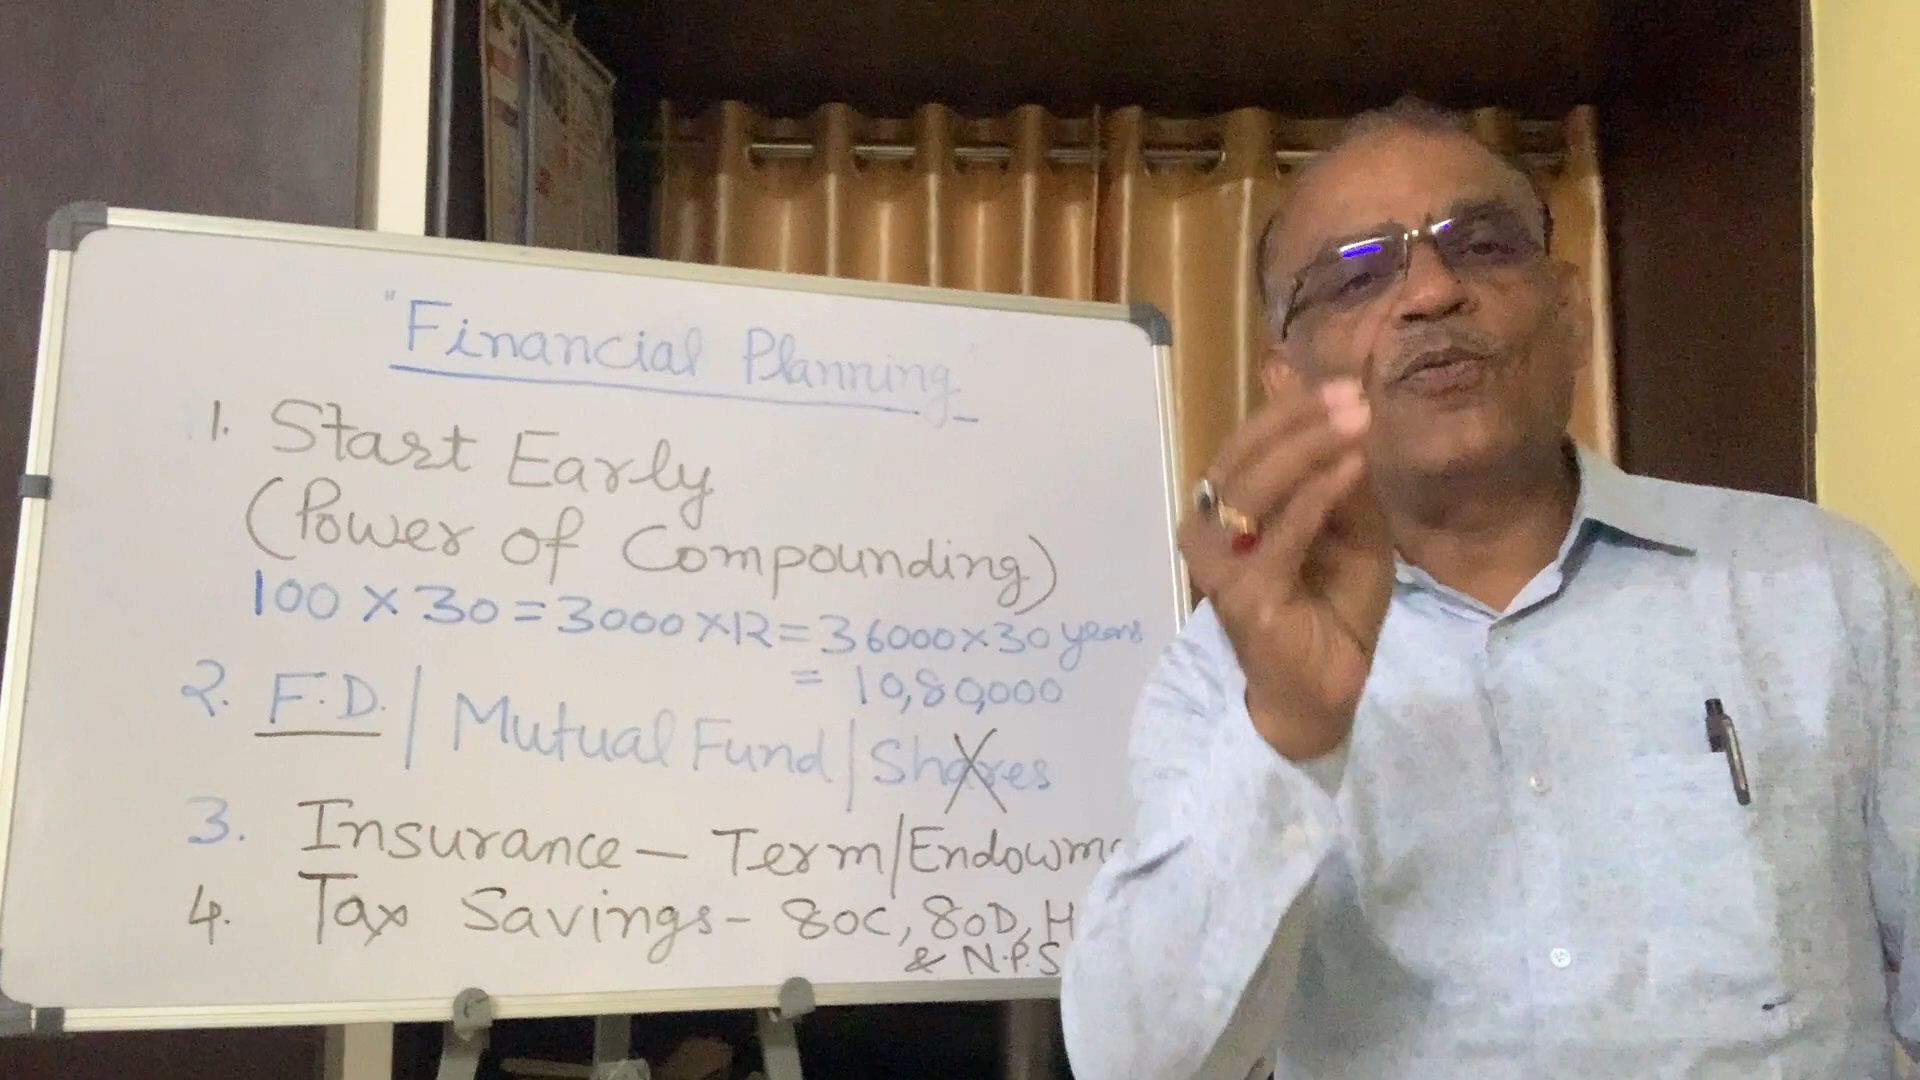 "Financial Planning"
1. Start Early
(Power of Compounding)
100 × 30 = 3000 × 12 = 36000 × 30 years
= 10,80,000
2. F.D. / Mutual Fund / Shares
3. Insurance – Term/Endowme
4. Tax Savings – 80C, 80D, H
& N.P.S